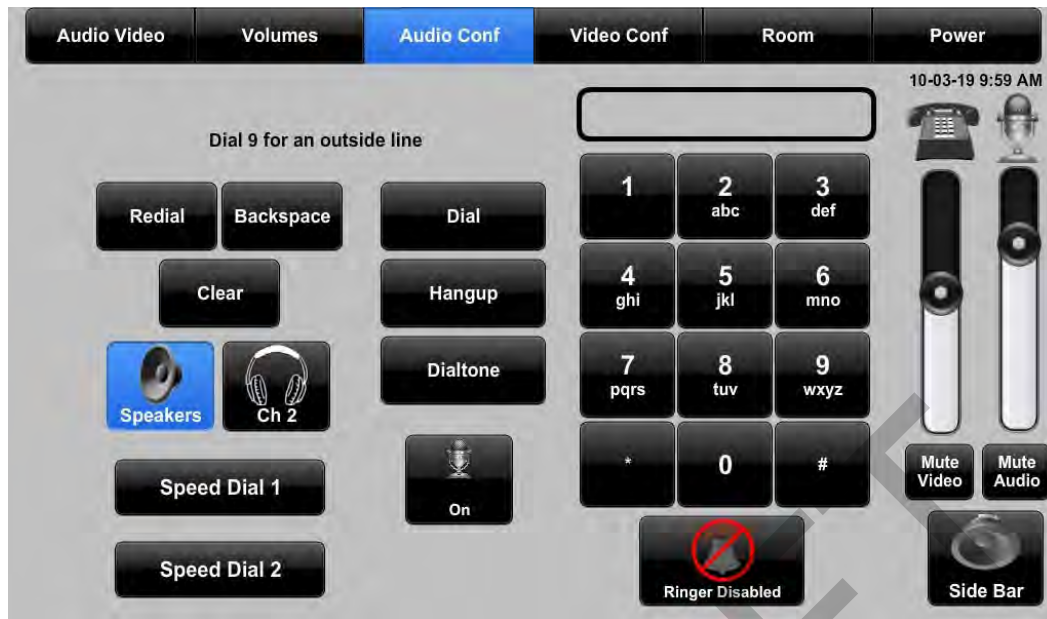 Audio Video
Volumes
Audio Conf
Video Conf
Room
Power
10-03-19 9:59 AM
Dial 9 for an outside line
Redial
Backspace
Clear
Speakers
Ch 2
Speed Dial 1
Speed Dial 2
Dial
Hangup
Dialtone
On
1
2
abc
3
def
4
ghi
5
jkl
6
mno
7
pqrs
8
tuv
9
wxyz
*
0
#
Ringer Disabled
Mute
Video
Mute
Audio
Side Bar